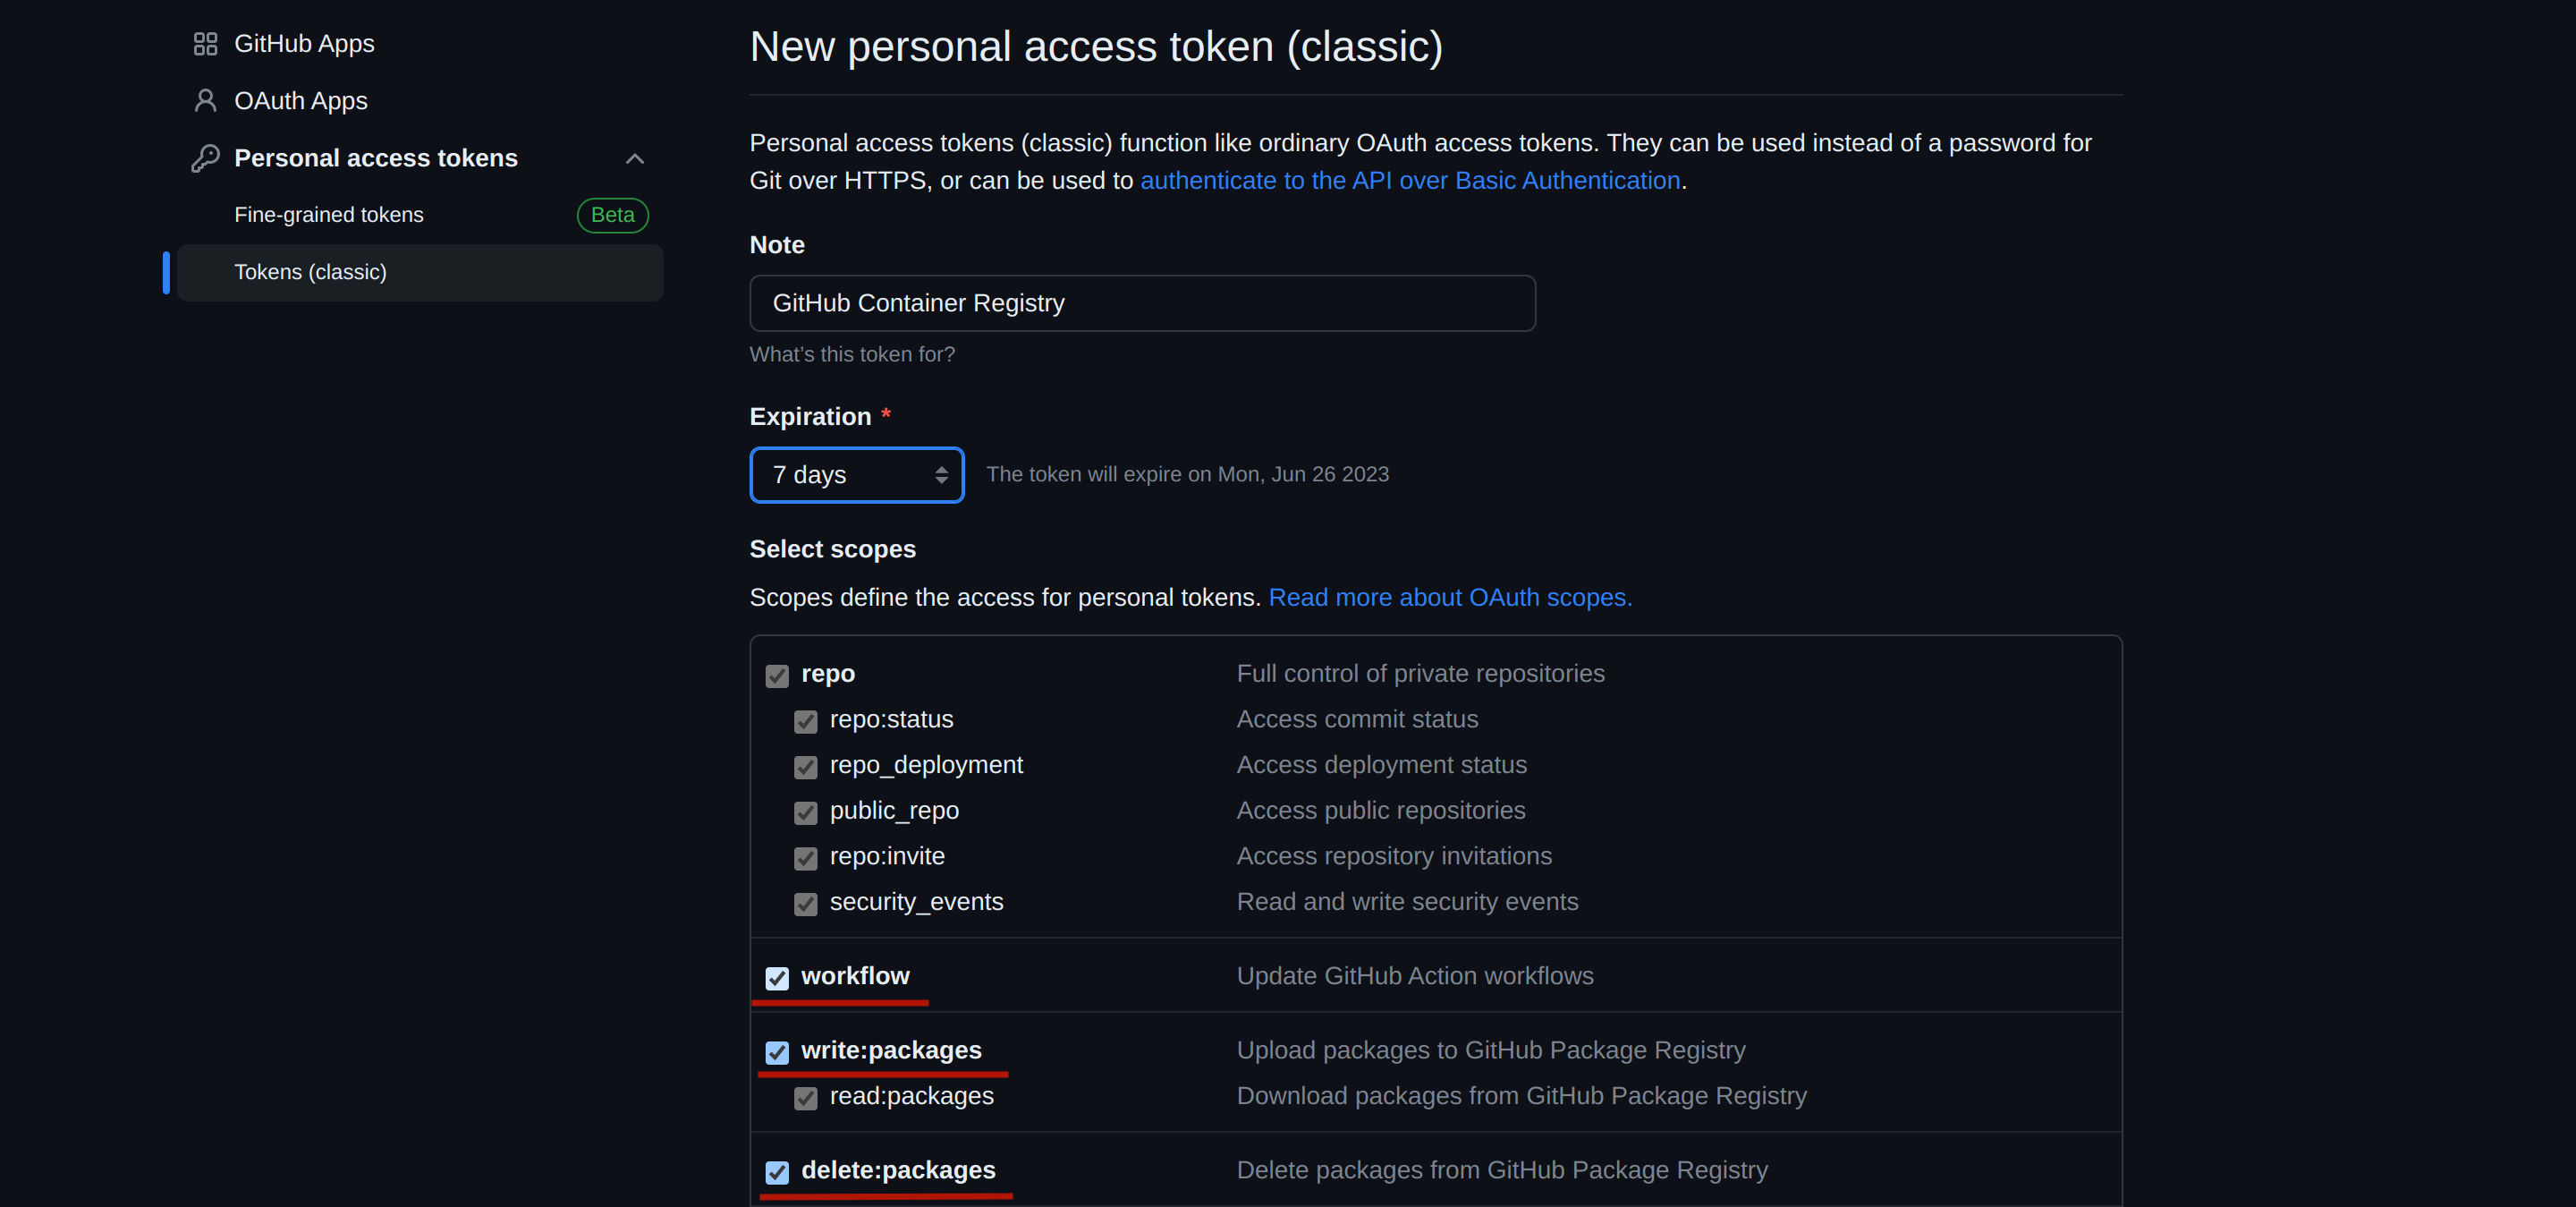 GitHub Apps
OAuth Apps
Personal access tokens
Fine-grained tokens Beta
Tokens (classic)
New personal access token (classic)
Personal access tokens (classic) function like ordinary OAuth access tokens. They can be used instead of a password for
Git over HTTPS, or can be used to authenticate to the API over Basic Authentication.
Note
GitHub Container Registry
What’s this token for?
Expiration *
7 days The token will expire on Mon, Jun 26 2023
Select scopes
Scopes define the access for personal tokens. Read more about OAuth scopes.
repo Full control of private repositories
repo:status Access commit status
repo_deployment Access deployment status
public_repo Access public repositories
repo:invite Access repository invitations
security_events Read and write security events
workflow Update GitHub Action workflows
write:packages Upload packages to GitHub Package Registry
read:packages Download packages from GitHub Package Registry
delete:packages Delete packages from GitHub Package Registry